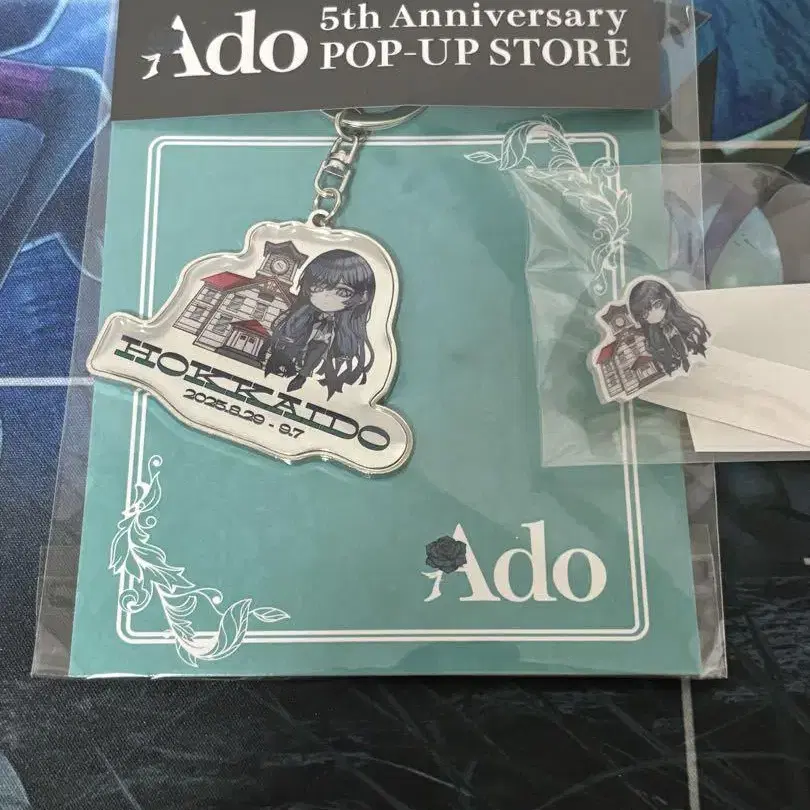 Ado
5th Anniversary
POP-UP STORE
HOKKAIDO
2025.8.29 - 9.7
Ado